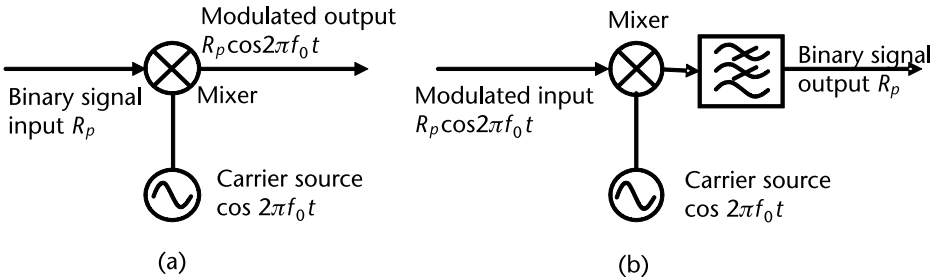 Modulated output
R_p cos2πf_0 t
Binary signal
input R_p
Mixer
Carrier source
cos 2πf_0 t
(a)
Mixer
Modulated input
R_p cos2πf_0 t
Binary signal
output R_p
Carrier source
cos 2πf_0 t
(b)